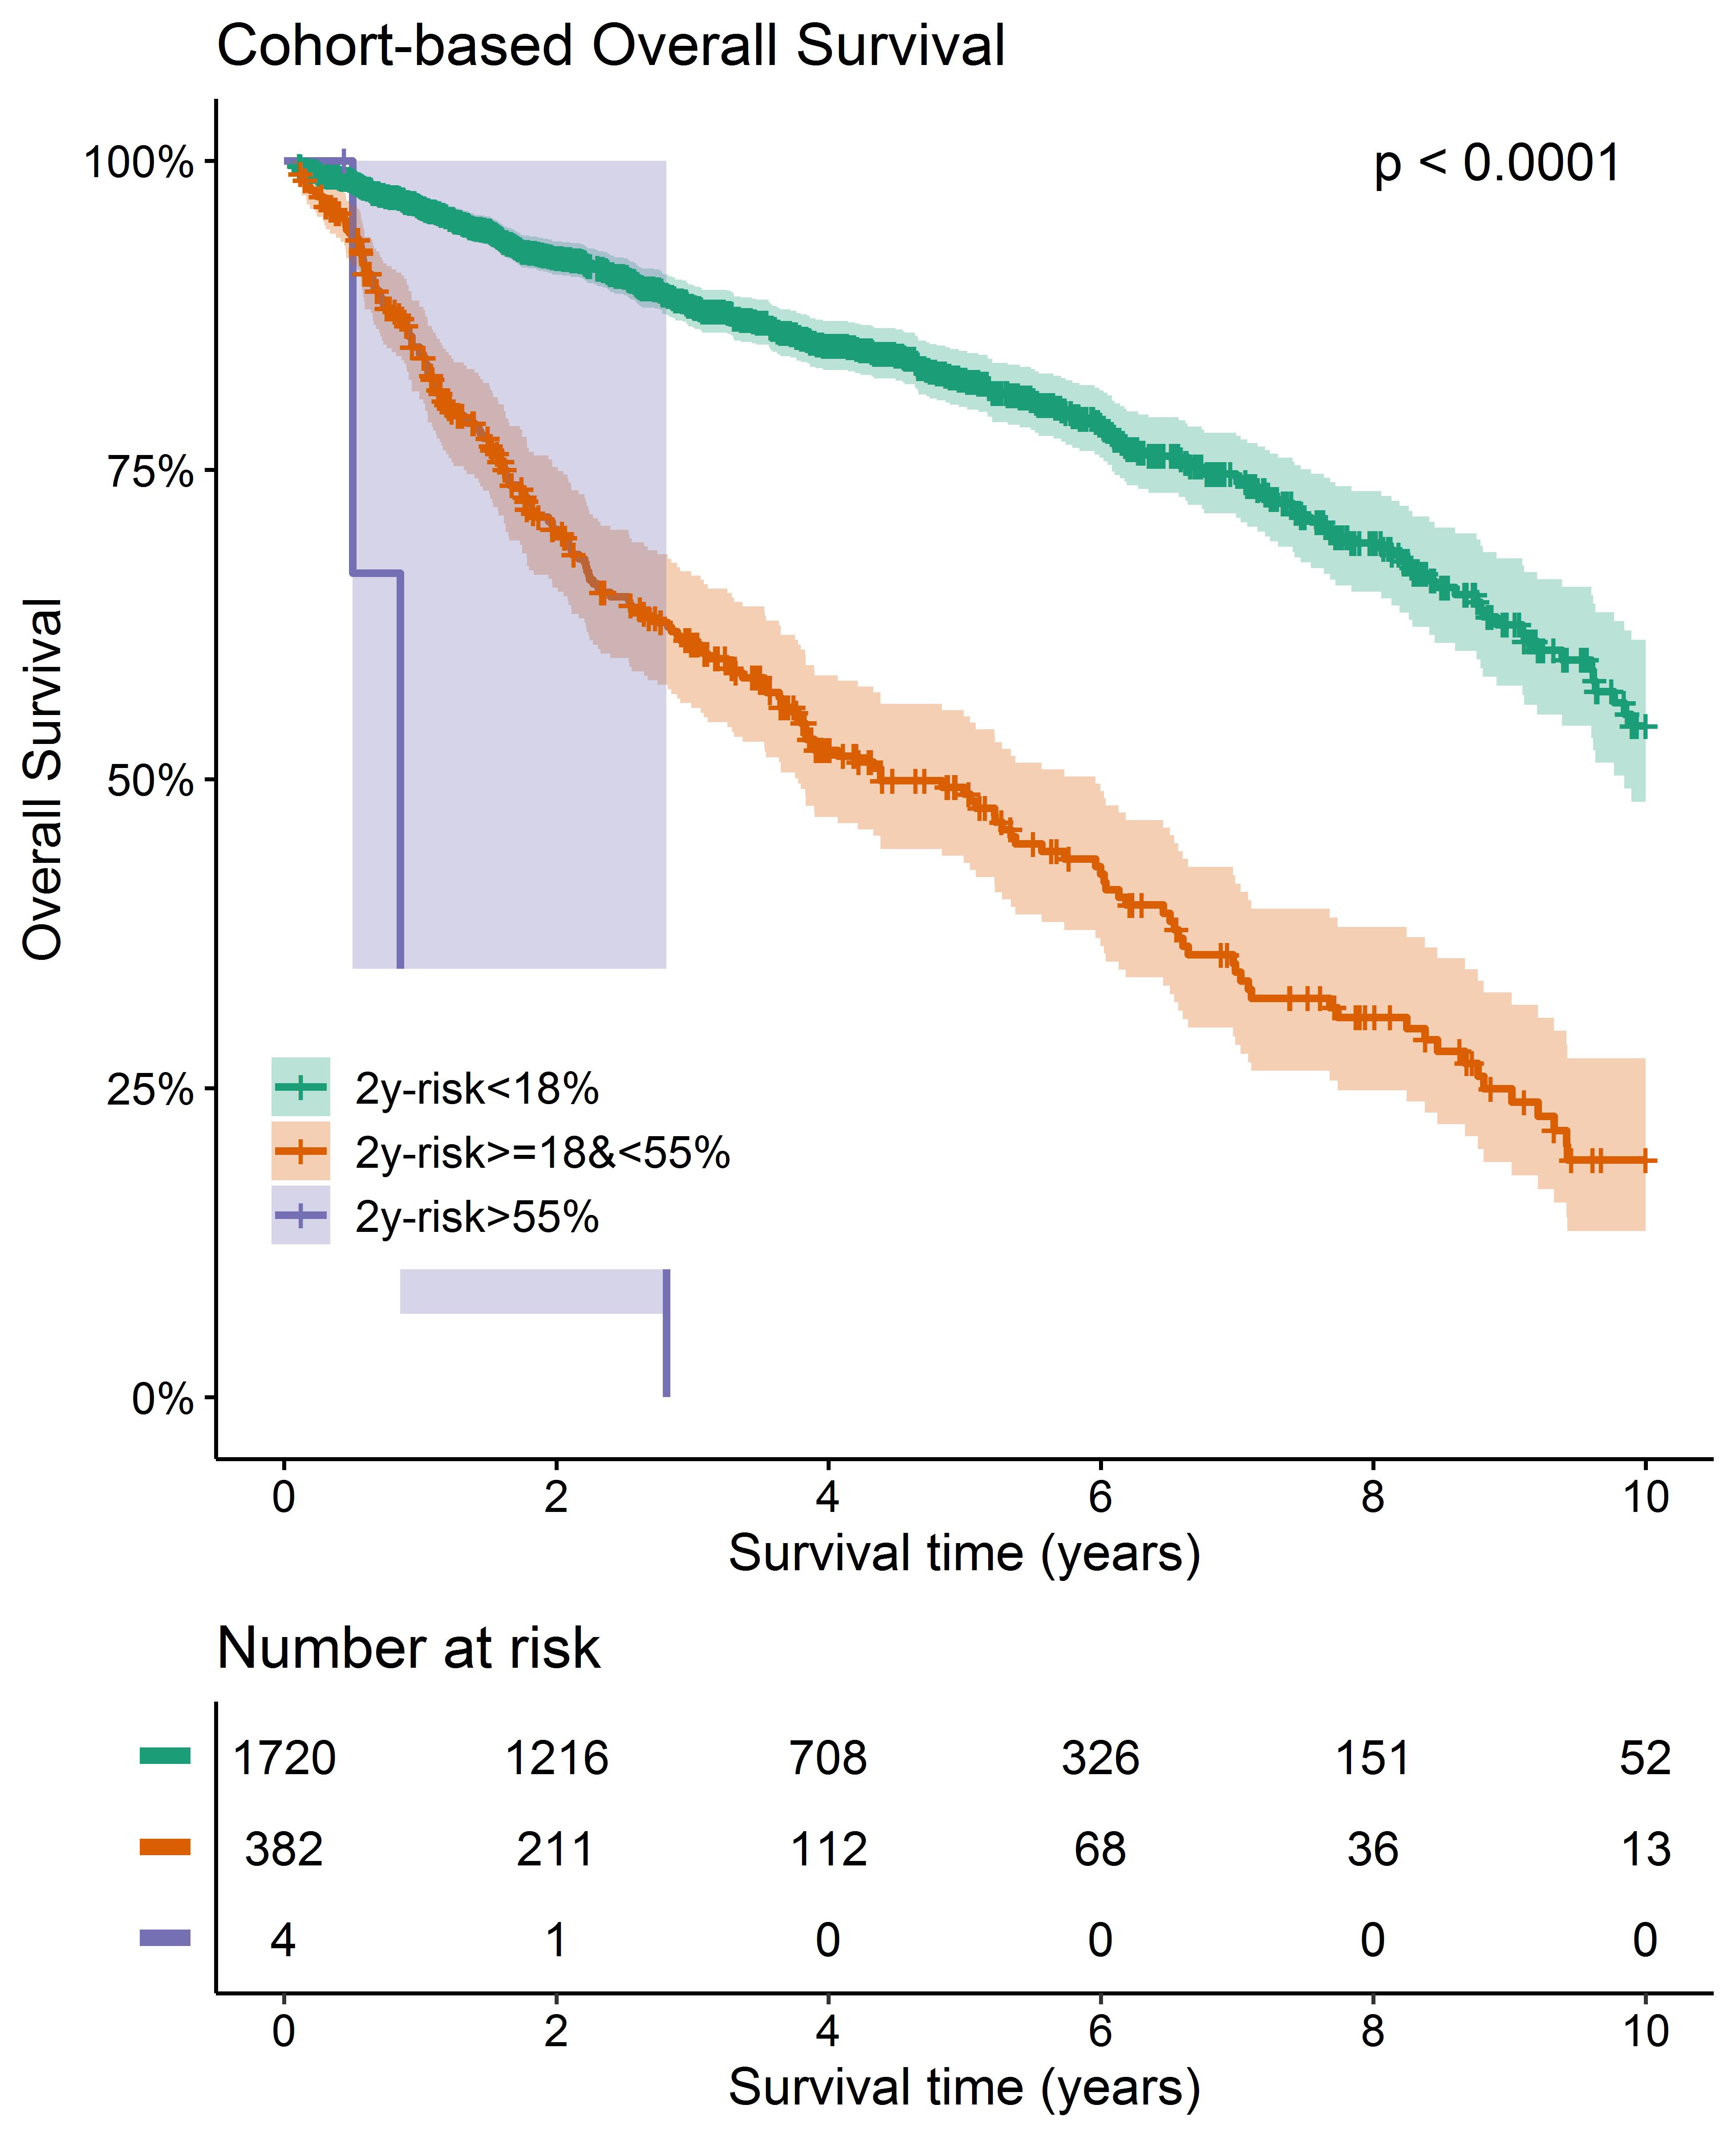 Cohort-based Overall Survival
p < 0.0001
100%
75%
50%
25%
0%
Overall Survival
2y-risk<18%
2y-risk>=18&<55%
2y-risk>55%
0 2 4 6 8 10
Survival time (years)
Number at risk
1720 1216 708 326 151 52
382 211 112 68 36 13
4 1 0 0 0 0
0 2 4 6 8 10
Survival time (years)